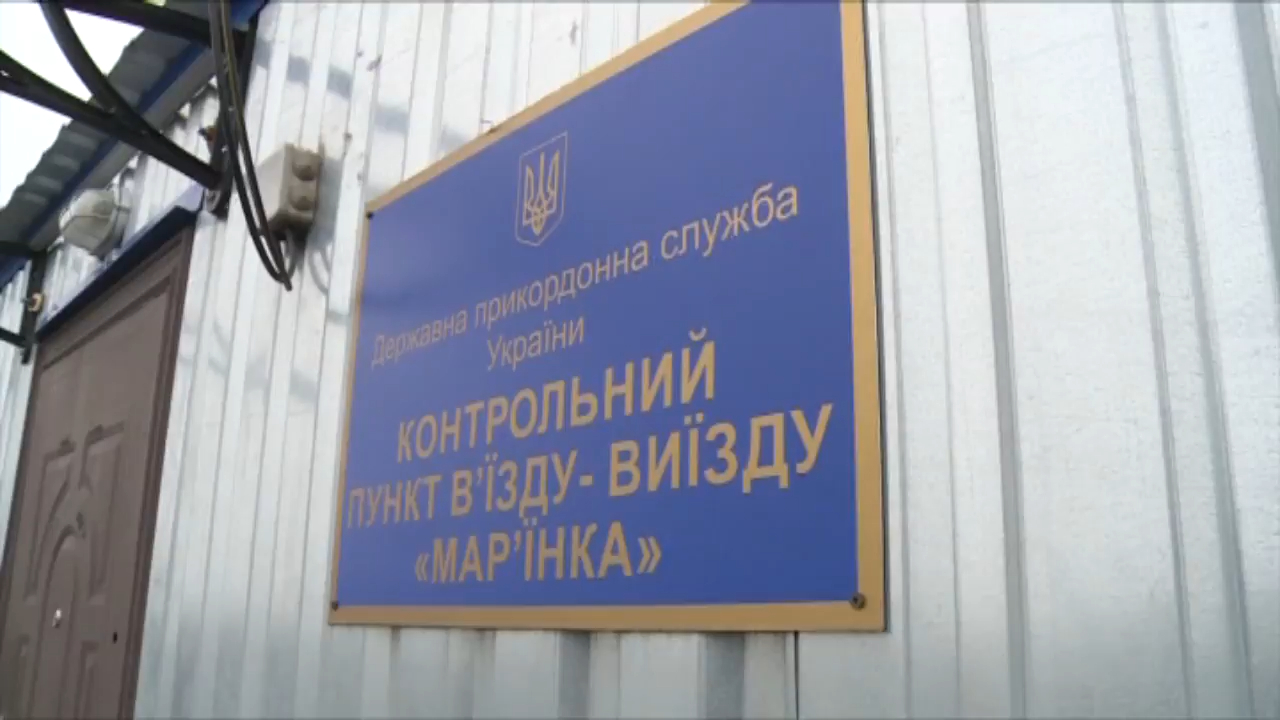 Державна прикордонна служба
України
КОНТРОЛЬНИЙ
ПУНКТ В'ЇЗДУ- ВИЇЗДУ
«МАР'ЇНКА»